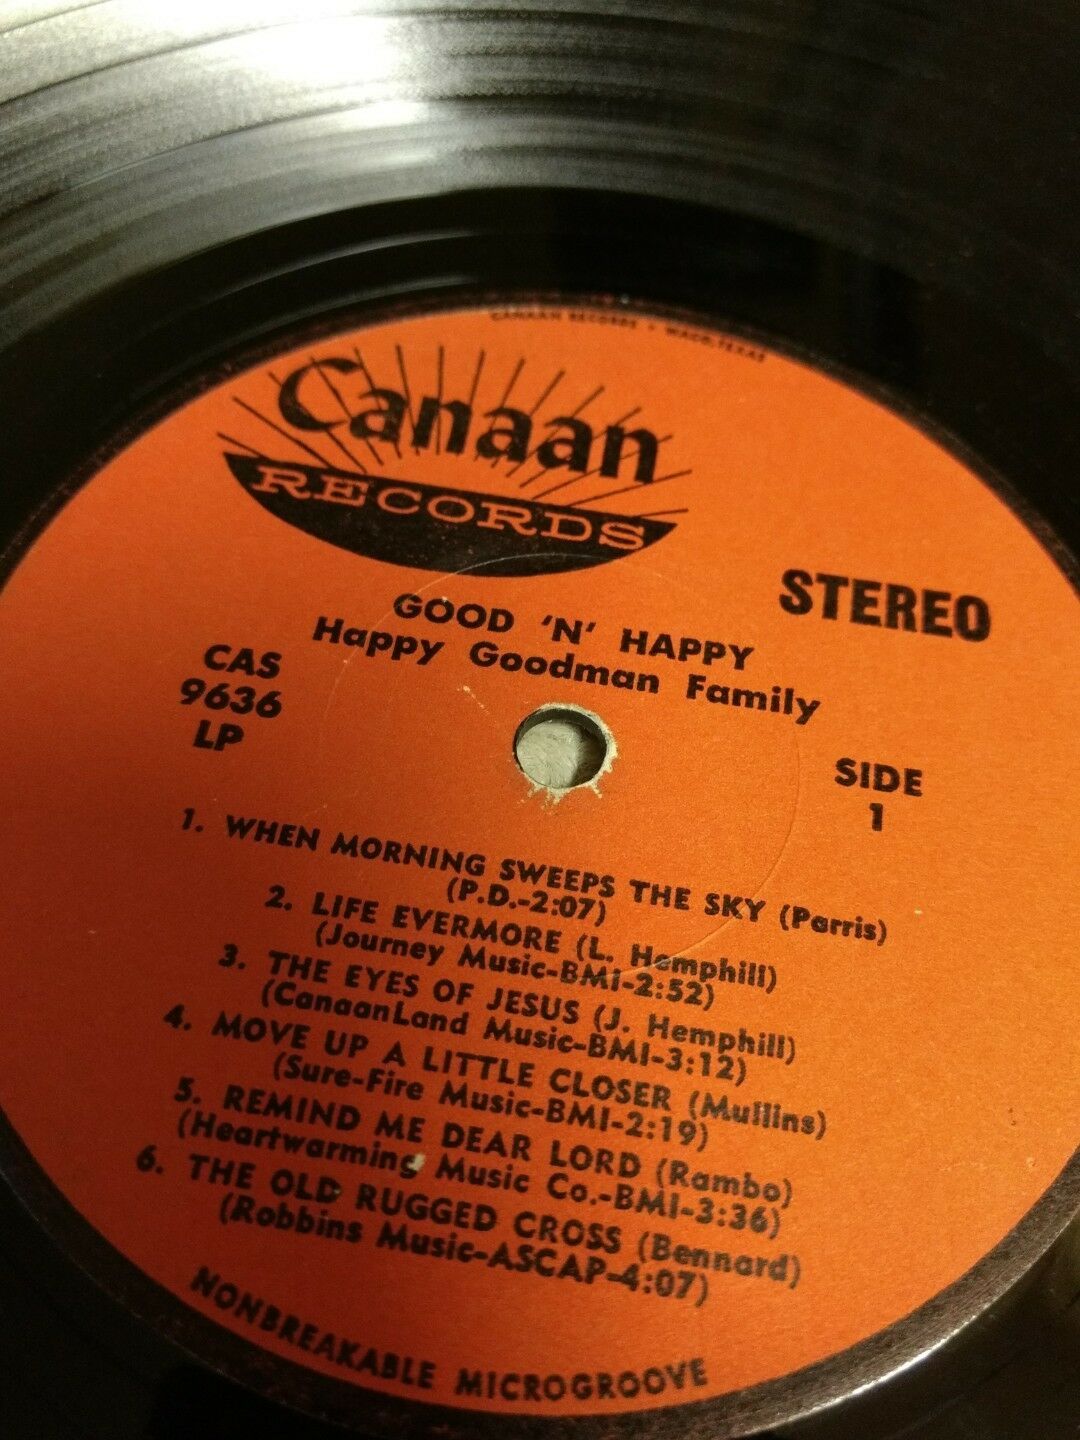 CANAAN RECORDS • WACO, TEXAS
Canaan
RECORDS
STEREO
GOOD 'N' HAPPY
Happy Goodman Family
CAS
9636
LP
SIDE
1
1. WHEN MORNING SWEEPS THE SKY (Parris)
(P.D.-2:07)
2. LIFE EVERMORE (L. Hemphill)
(Journey Music-BMI-2:52)
3. THE EYES OF JESUS (J. Hemphill)
(CanaanLand Music-BMI-3:12)
4. MOVE UP A LITTLE CLOSER (Mullins)
(Sure-Fire Music-BMI-2:19)
5. REMIND ME DEAR LORD (Rambo)
(Heartwarming Music Co.-BMI-3:36)
6. THE OLD RUGGED CROSS (Bennard)
(Robbins Music-ASCAP-4:07)
NONBREAKABLE MICROGROOVE